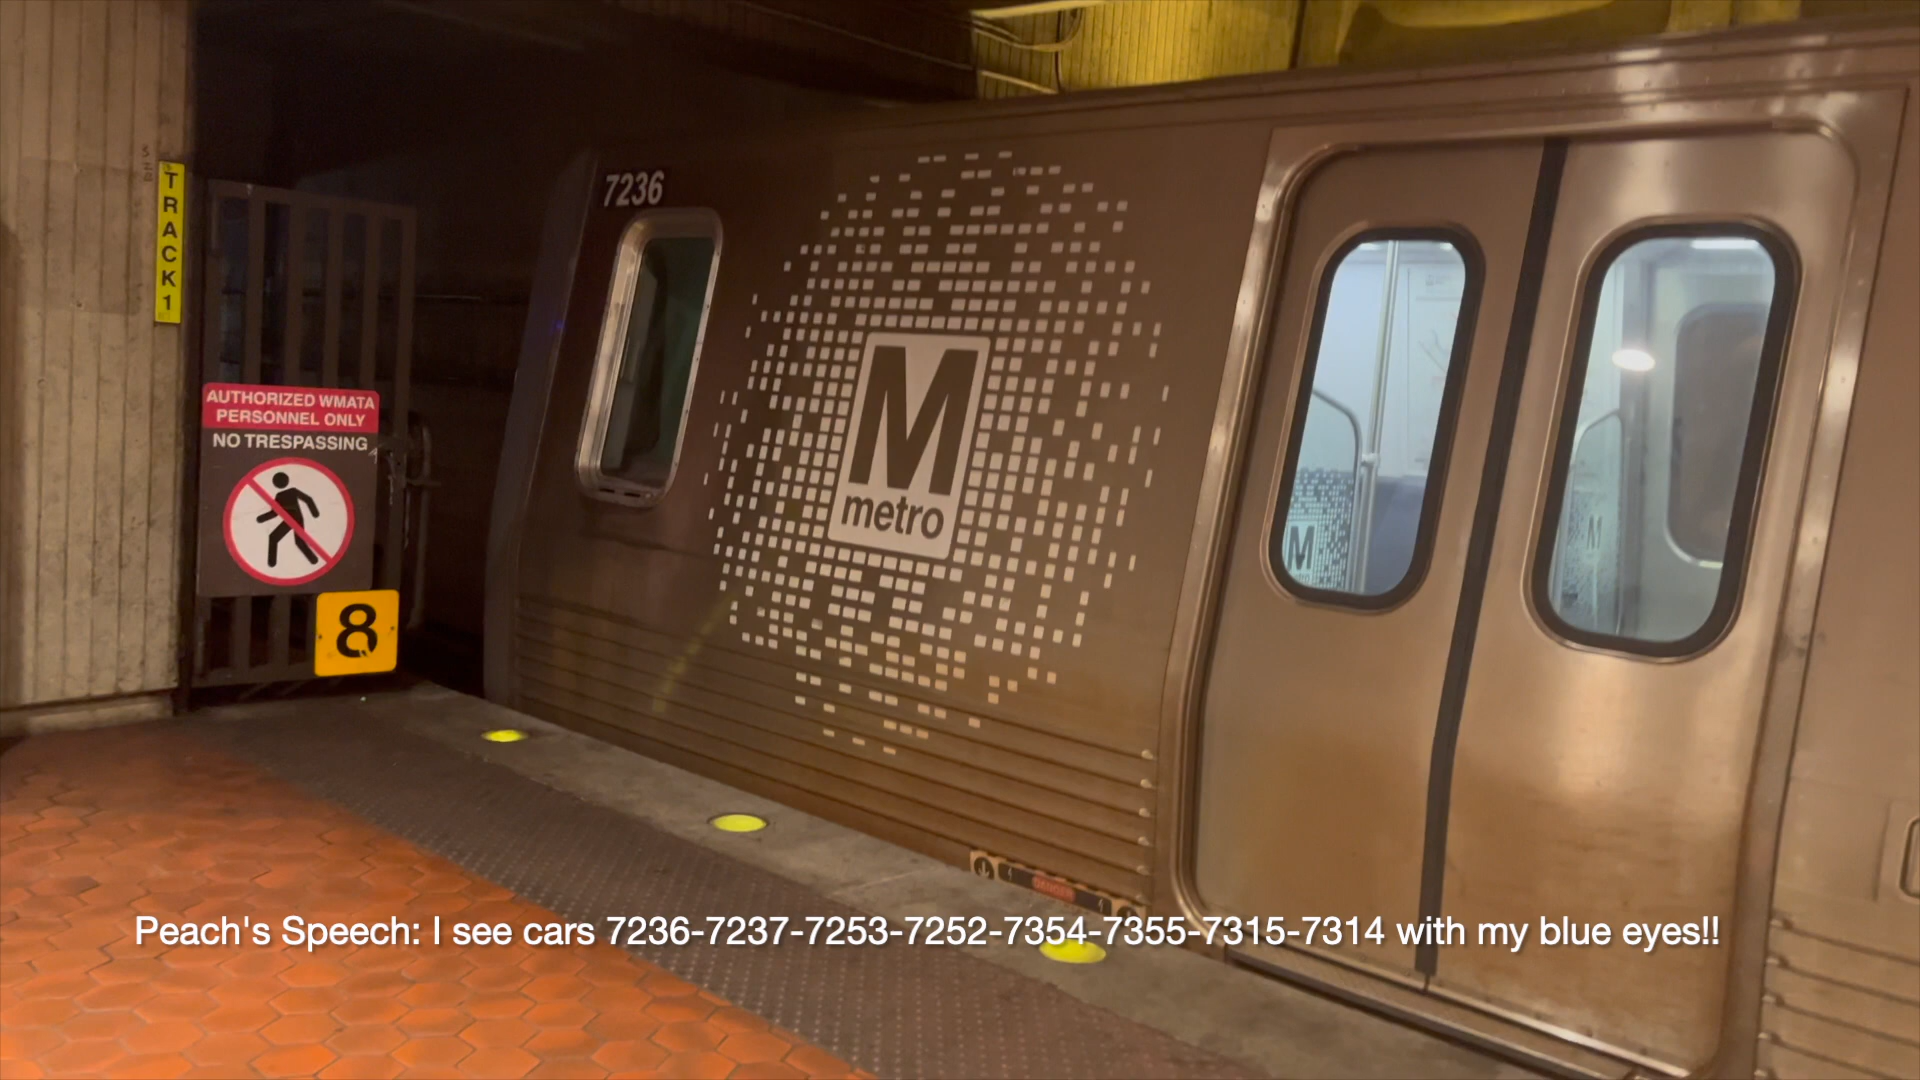 7236
TRACK 1
AUTHORIZED WMATA
PERSONNEL ONLY
NO TRESPASSING
8
M
metro
M
DANGER
Peach's Speech: I see cars 7236-7237-7253-7252-7354-7355-7315-7314 with my blue eyes!!